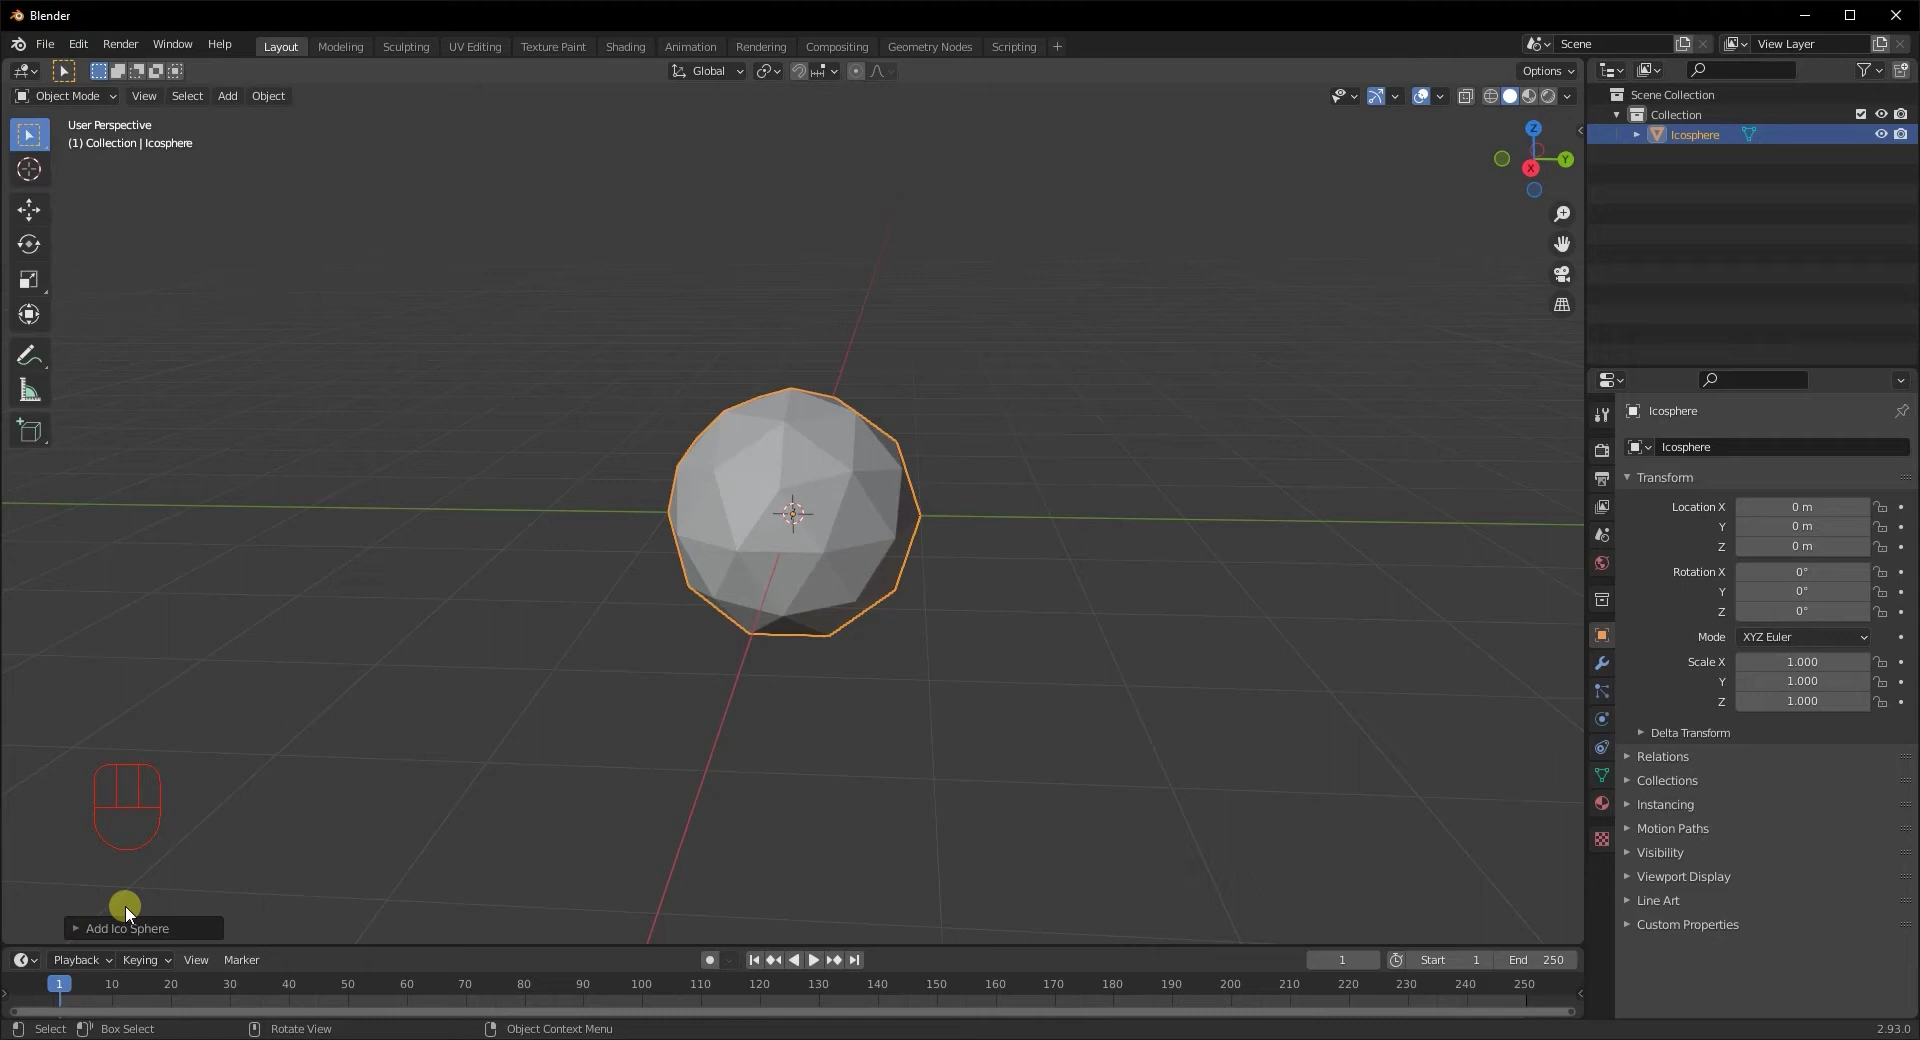 Blender
File Edit Render Window Help Layout Modeling Sculpting UV Editing Texture Paint Shading Animation Rendering Compositing Geometry Nodes Scripting + Scene View Layer
Global Options
Object Mode View Select Add Object
User Perspective
(1) Collection | Icosphere
Z
Y
X
Scene Collection
Collection
Icosphere
Icosphere
Icosphere
Transform
Location X 0 m
Y 0 m
Z 0 m
Rotation X 0°
Y 0°
Z 0°
Mode XYZ Euler
Scale X 1.000
Y 1.000
Z 1.000
Delta Transform
Relations
Collections
Instancing
Motion Paths
Visibility
Viewport Display
Line Art
Custom Properties
Add Ico Sphere
Playback Keying View Marker 1 Start 1 End 250
1 10 20 30 40 50 60 70 80 90 100 110 120 130 140 150 160 170 180 190 200 210 220 230 240 250
Select Box Select Rotate View Object Context Menu 2.93.0